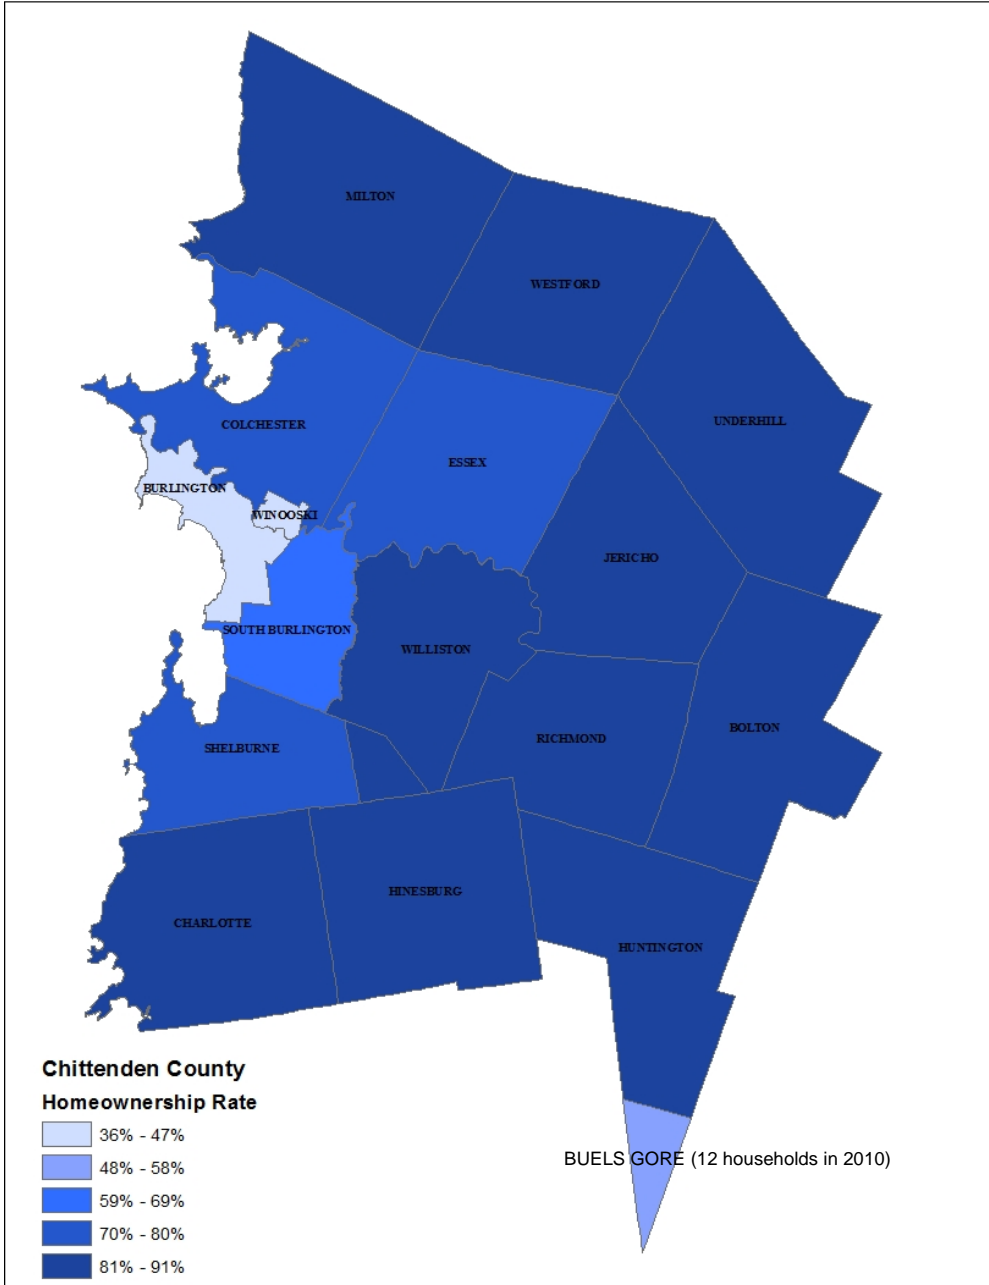 MILTON
WESTFORD
UNDERHILL
COLCHESTER
ESSEX
BURLINGTON
WINOOSKI
JERICHO
SOUTH BURLINGTON
WILLISTON
BOLTON
RICHMOND
SHELBURNE
HINESBURG
CHARLOTTE
HUNTINGTON
BUELS GORE (12 households in 2010)
Chittenden County
Homeownership Rate
36% - 47%
48% - 58%
59% - 69%
70% - 80%
81% - 91%